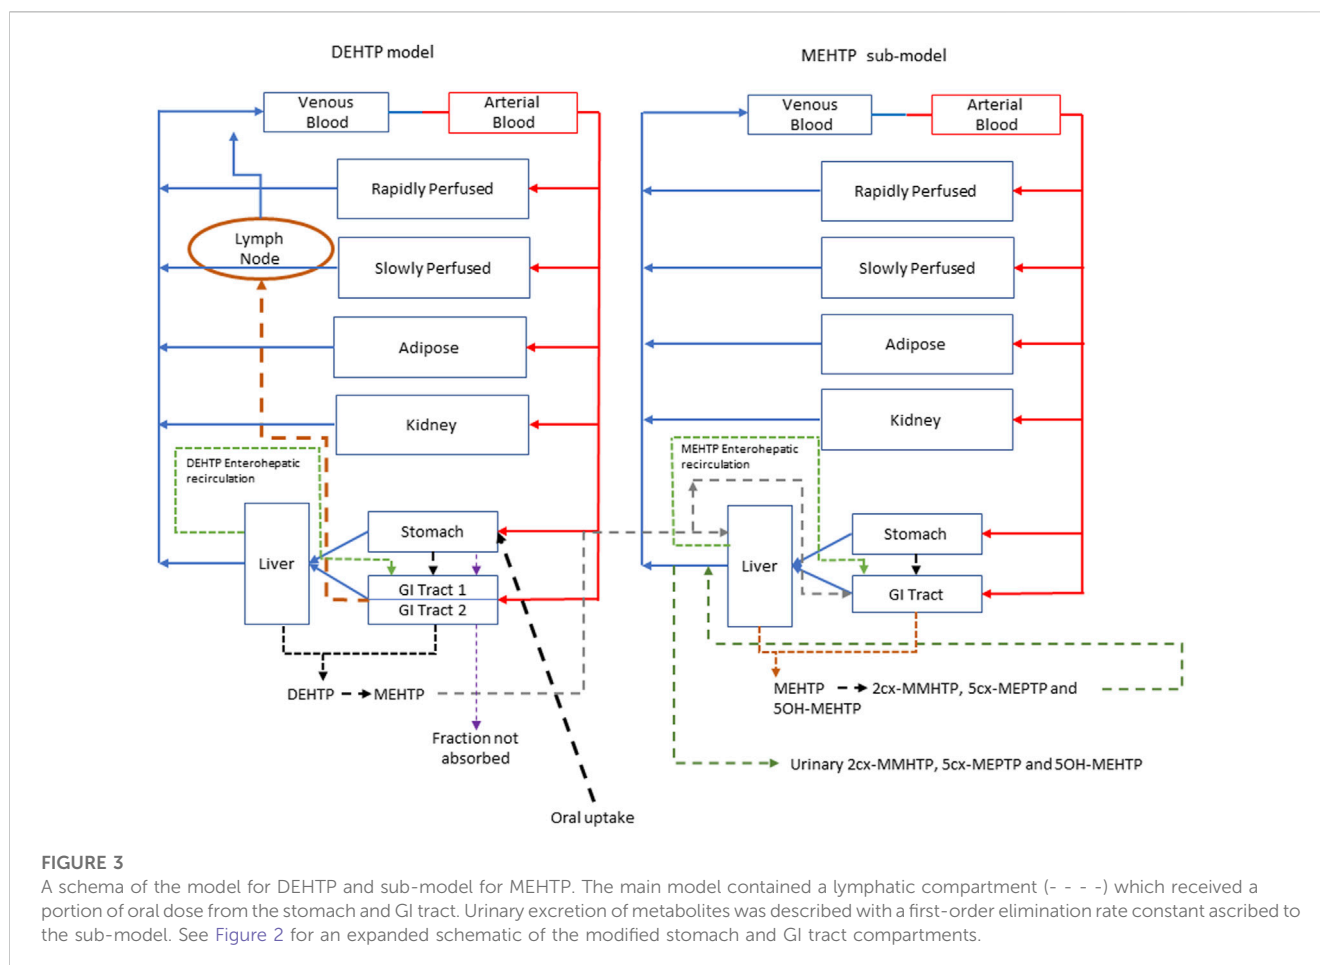 DEHTP model
Venous
Blood
Arterial
Blood
Rapidly Perfused
Lymph
Node
Slowly Perfused
Adipose
Kidney
DEHTP Enterohepatic
recirculation
Stomach
Liver
GI Tract 1
GI Tract 2
DEHTP
MEHTP
Fraction not
absorbed
Oral uptake
MEHTP sub-model
Venous
Blood
Arterial
Blood
Rapidly Perfused
Slowly Perfused
Adipose
Kidney
MEHTP Enterohepatic
recirculation
Stomach
Liver
GI Tract
MEHTP 2cx-MMHTP, 5cx-MEPTP and
5OH-MEHTP
Urinary 2cx-MMHTP, 5cx-MEPTP and 5OH-MEHTP
FIGURE 3
A schema of the model for DEHTP and sub-model for MEHTP. The main model contained a lymphatic compartment (- - - -) which received a
portion of oral dose from the stomach and GI tract. Urinary excretion of metabolites was described with a first-order elimination rate constant ascribed to
the sub-model. See Figure 2 for an expanded schematic of the modified stomach and GI tract compartments.